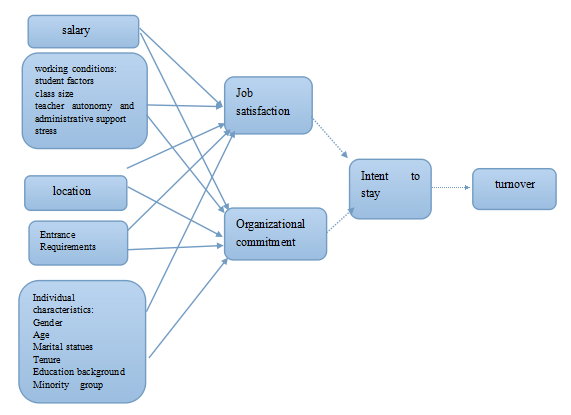 salary
working conditions:
student factors
class size
teacher autonomy and
administrative support
stress
location
Entrance
Requirements
Individual
characteristics:
Gender
Age
Marital statues
Tenure
Education background
Minority group
Job
satisfaction
Organizational
commitment
Intent to
stay
turnover